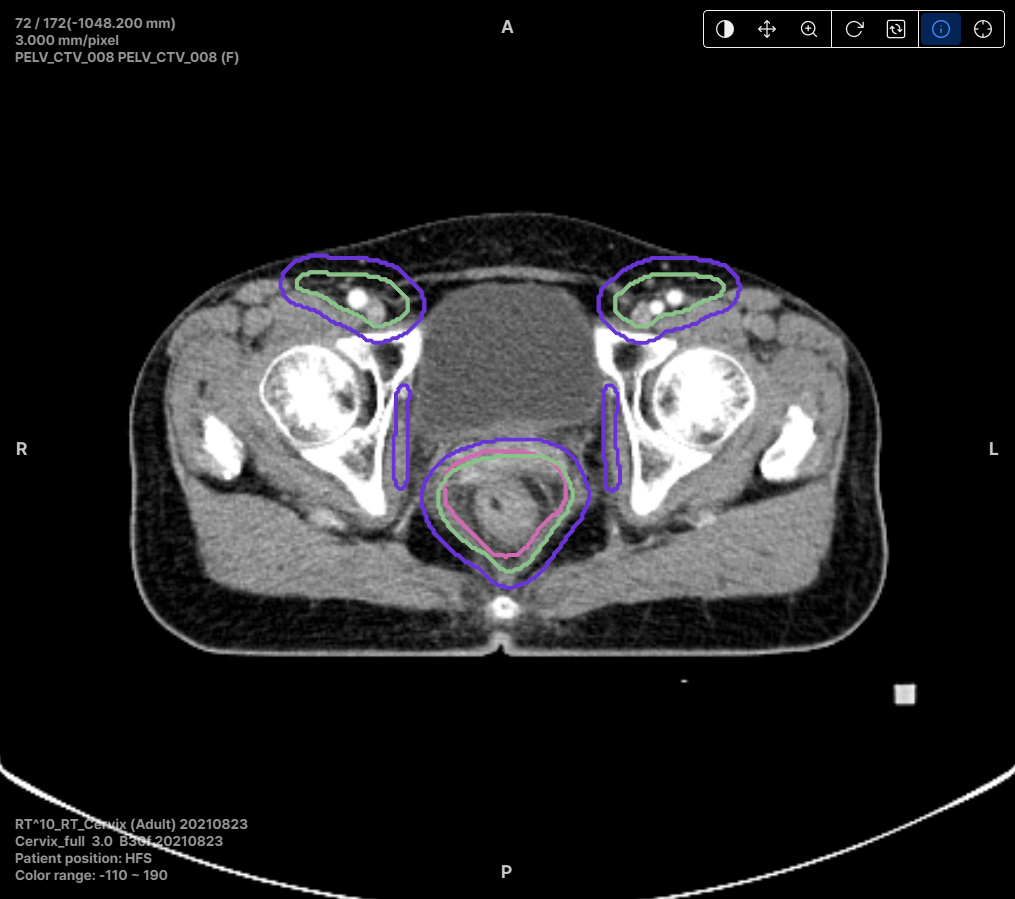 72 / 172(-1048.200 mm)
3.000 mm/pixel
PELV_CTV_008 PELV_CTV_008 (F)
A
R
L
RT^10_RT_Cervix (Adult) 20210823
Cervix_full 3.0 B30f 20210823
Patient position: HFS
Color range: -110 ~ 190
P